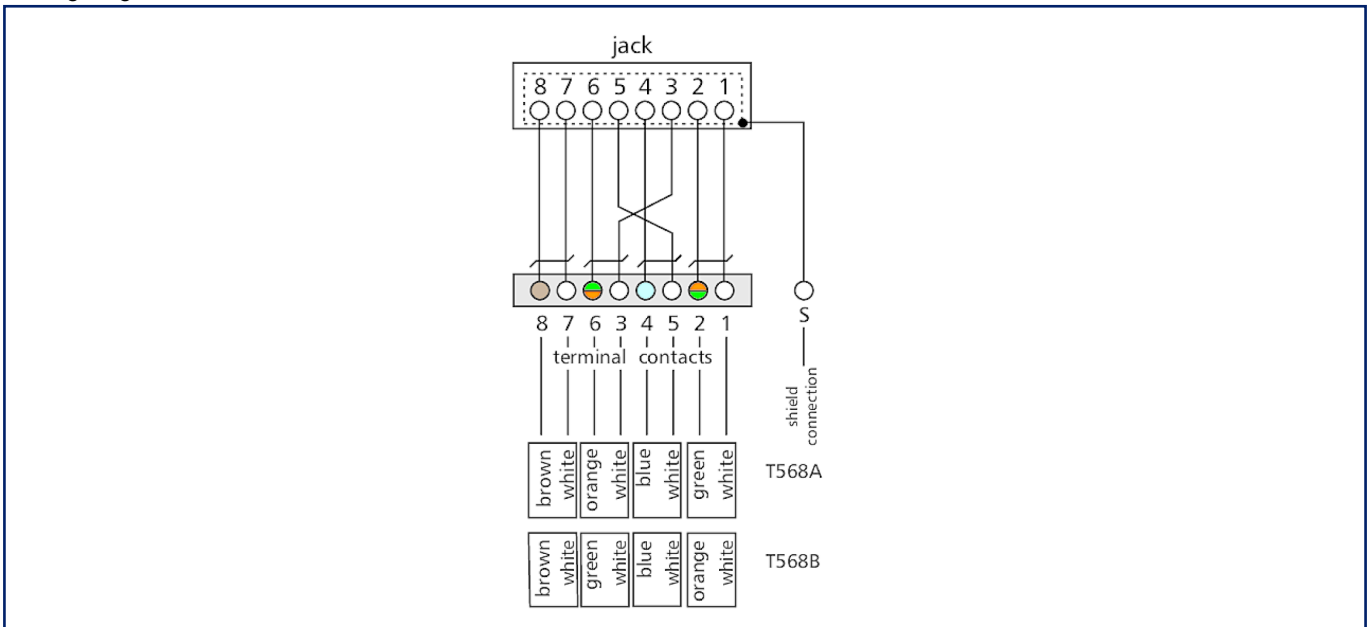 jack
8 7 6 5 4 3 2 1
8 7 6 3 4 5 2 1
S
terminal contacts
shield
connection
brown white orange white blue white green white
T568A
brown white green white blue white orange white
T568B